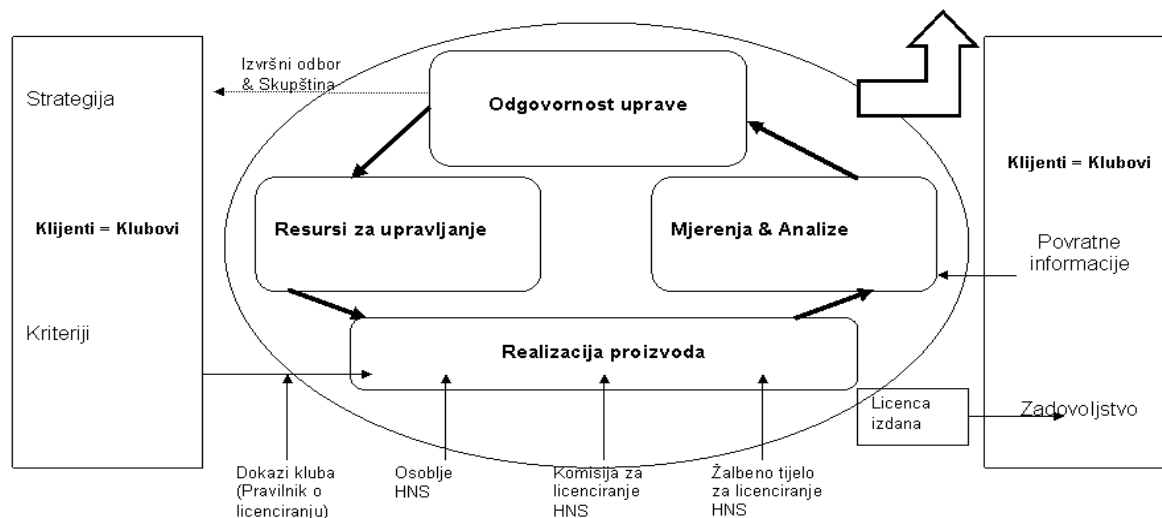 Izvršni odbor
& Skupština
Strategija
Odgovornost uprave
Klijenti = Klubovi
Klijenti = Klubovi
Resursi za upravljanje
Mjerenja & Analize
Povratne
informacije
Kriteriji
Realizacija proizvoda
Licenca
izdana
Zadovoljstvo
Dokazi kluba
(Pravilnik o
licenciranju)
Osoblje
HNS
Komisija za
licenciranje
HNS
Žalbeno tijelo
za licenciranje
HNS